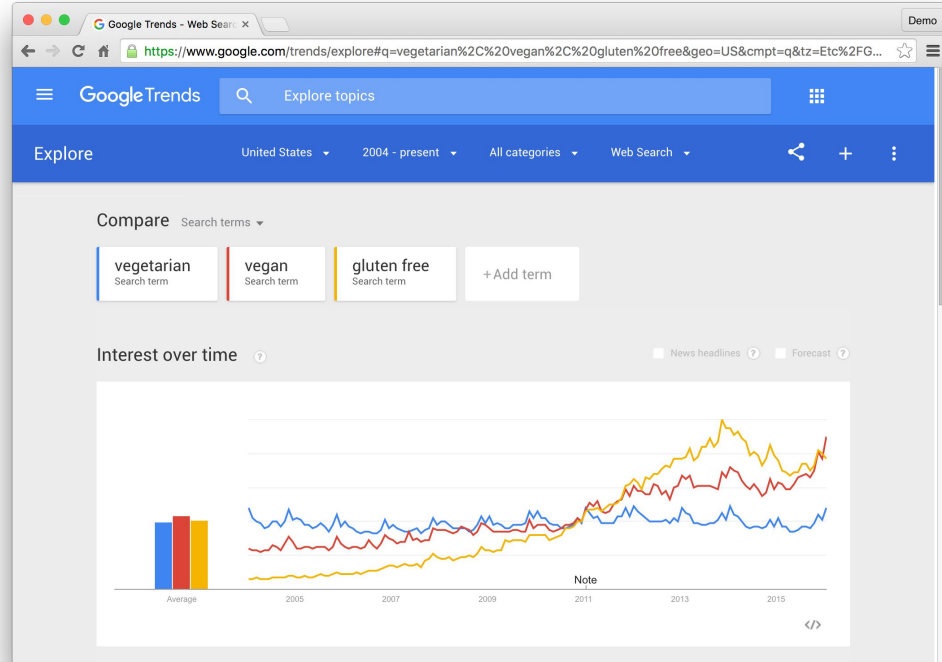 Google Trends - Web Searc
Demo
https://www.google.com/trends/explore#q=vegetarian%2C%20vegan%2C%20gluten%20free&geo=US&cmpt=q&tz=Etc%2FG...
Google Trends
Explore topics
Explore
United States
2004 - present
All categories
Web Search
Compare Search terms
vegetarian
Search term
vegan
Search term
gluten free
Search term
+Add term
Interest over time ?
News headlines ?
Forecast ?
Note
Average
2005
2007
2009
2011
2013
2015
</>